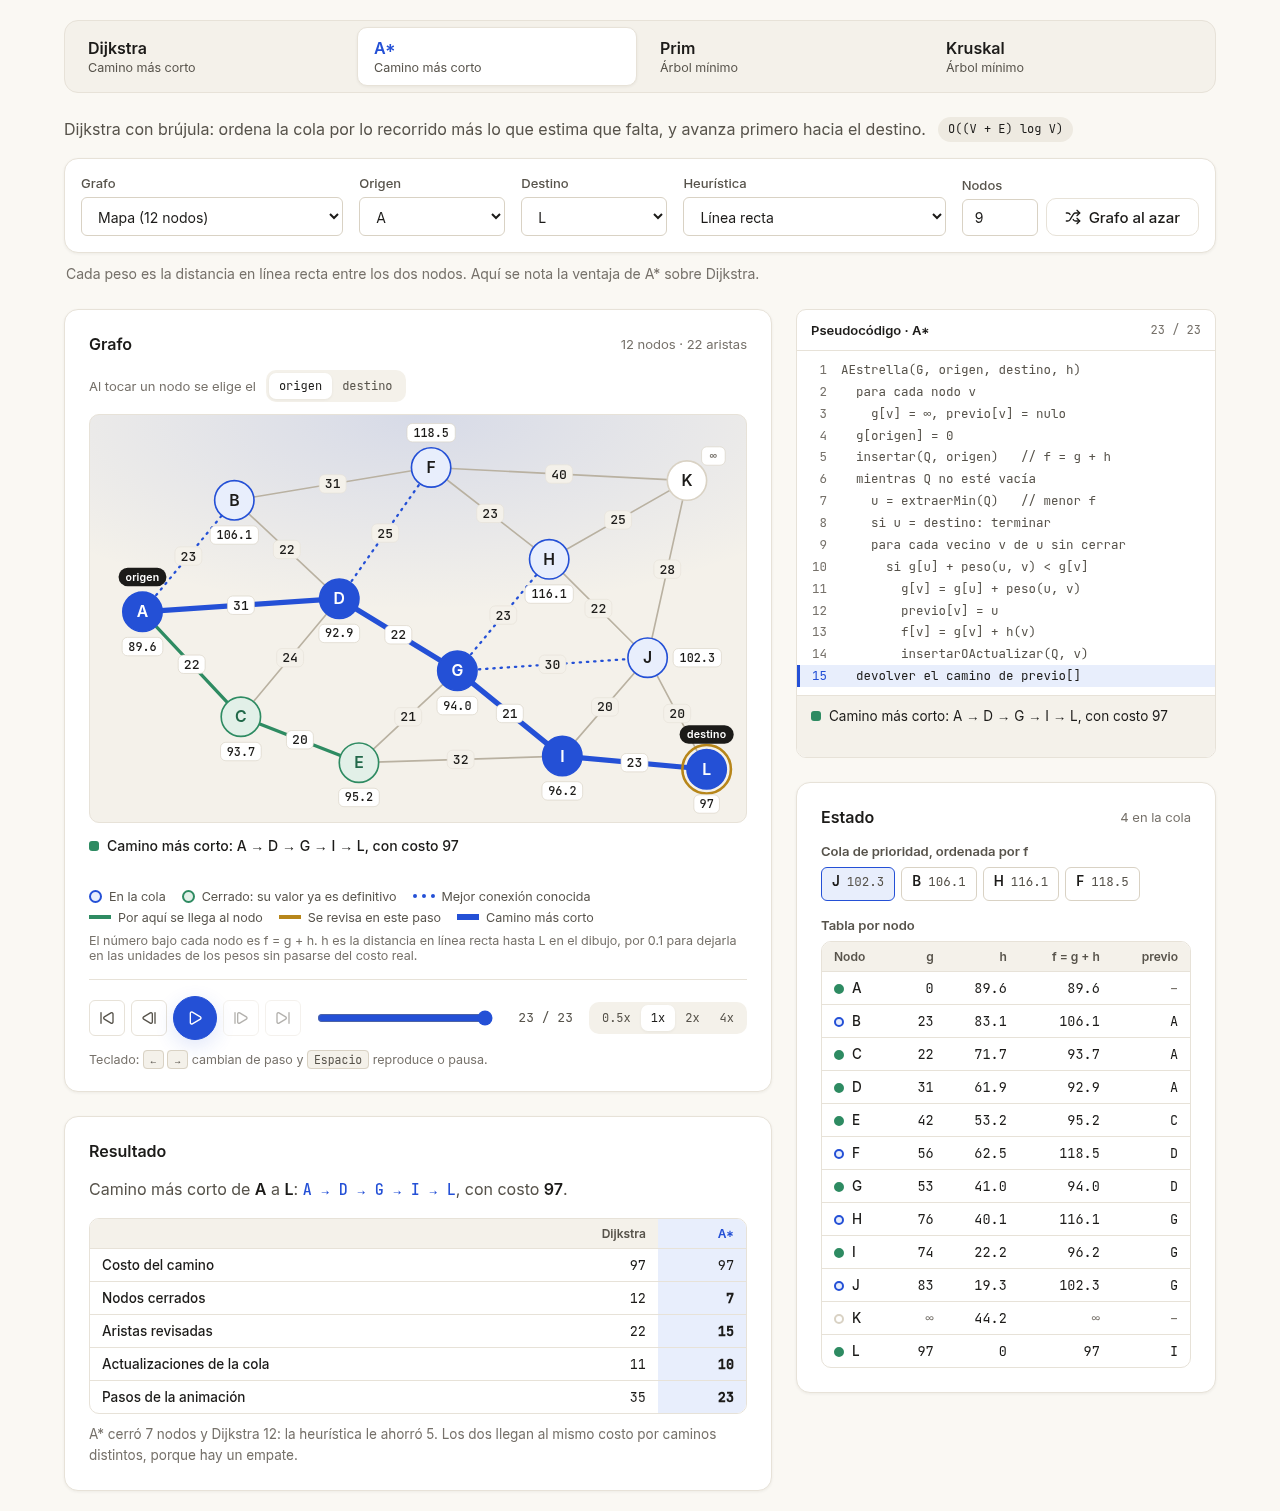 Dijkstra
Camino más corto
A*
Camino más corto
Prim
Árbol mínimo
Kruskal
Árbol mínimo
Dijkstra con brújula: ordena la cola por lo recorrido más lo que estima que falta, y avanza primero hacia el destino. O((V + E) log V)
Grafo
Mapa (12 nodos)
Origen
A
Destino
L
Heurística
Línea recta
Nodos
9
Grafo al azar
Cada peso es la distancia en línea recta entre los dos nodos. Aquí se nota la ventaja de A* sobre Dijkstra.
Grafo
12 nodos · 22 aristas
Al tocar un nodo se elige el origen destino
118.5
F
∞
K
40
31
B
106.1
23
25
25
23
22
H
116.1
28
origen
A
89.6
31
D
92.9
22
23
22
24
22
G
94.0
30
J
102.3
C
93.7
21
21
20
20
20
E
95.2
32
I
96.2
23
destino
L
97
Camino más corto: A → D → G → I → L, con costo 97
En la cola
Cerrado: su valor ya es definitivo
Mejor conexión conocida
Por aquí se llega al nodo
Se revisa en este paso
Camino más corto
El número bajo cada nodo es f = g + h. h es la distancia en línea recta hasta L en el dibujo, por 0.1 para dejarla
en las unidades de los pesos sin pasarse del costo real.
23 / 23
0.5x 1x 2x 4x
Teclado: ← → cambian de paso y Espacio reproduce o pausa.
Resultado
Camino más corto de A a L: A → D → G → I → L, con costo 97.
Dijkstra A*
Costo del camino 97 97
Nodos cerrados 12 7
Aristas revisadas 22 15
Actualizaciones de la cola 11 10
Pasos de la animación 35 23
A* cerró 7 nodos y Dijkstra 12: la heurística le ahorró 5. Los dos llegan al mismo costo por caminos
distintos, porque hay un empate.
Pseudocódigo · A*
23 / 23
1 AEstrella(G, origen, destino, h)
2 para cada nodo v
3 g[v] = ∞, previo[v] = nulo
4 g[origen] = 0
5 insertar(Q, origen) // f = g + h
6 mientras Q no esté vacía
7 u = extraerMin(Q) // menor f
8 si u = destino: terminar
9 para cada vecino v de u sin cerrar
10 si g[u] + peso(u, v) < g[v]
11 g[v] = g[u] + peso(u, v)
12 previo[v] = u
13 f[v] = g[v] + h(v)
14 insertarOActualizar(Q, v)
15 devolver el camino de previo[]
Camino más corto: A → D → G → I → L, con costo 97
Estado
4 en la cola
Cola de prioridad, ordenada por f
J 102.3
B 106.1
H 116.1
F 118.5
Tabla por nodo
Nodo g h f = g + h previo
A 0 89.6 89.6 –
B 23 83.1 106.1 A
C 22 71.7 93.7 A
D 31 61.9 92.9 A
E 42 53.2 95.2 C
F 56 62.5 118.5 D
G 53 41.0 94.0 D
H 76 40.1 116.1 G
I 74 22.2 96.2 G
J 83 19.3 102.3 G
K ∞ 44.2 ∞ –
L 97 0 97 I